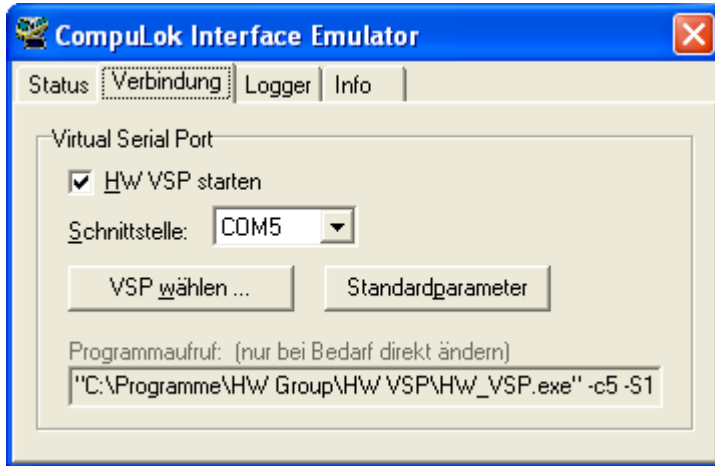 CompuLok Interface Emulator
Status Verbindung Logger Info
Virtual Serial Port
HW VSP starten
Schnittstelle: COM5
VSP wählen ... Standardparameter
Programmaufruf: (nur bei Bedarf direkt ändern)
"C:\Programme\HW Group\HW VSP\HW_VSP.exe" -c5 -S1